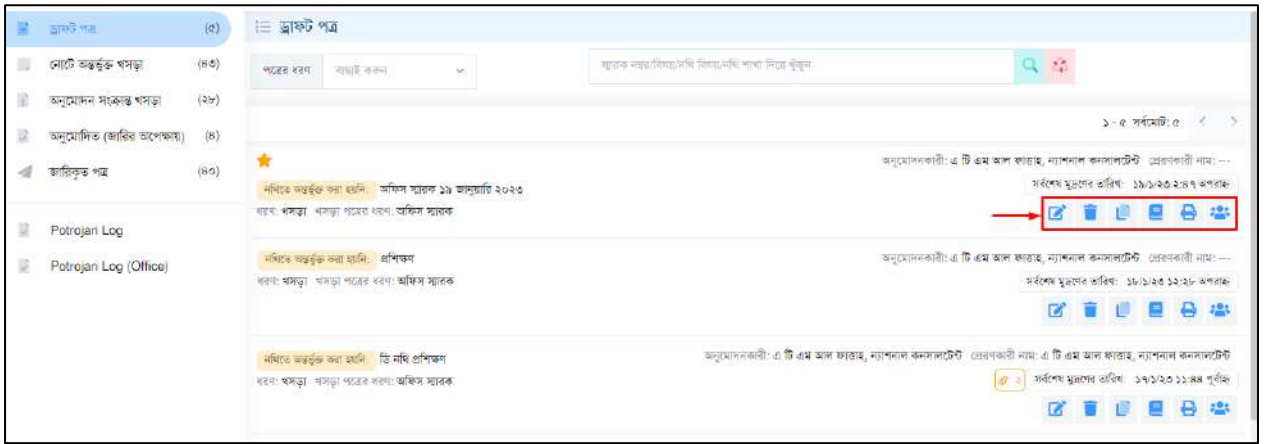 ড্রাফট পত্র (৫)
নোটে অন্তর্ভুক্ত খসড়া (৪৩)
অনুমোদন সংক্রান্ত খসড়া (২৮)
অনুমোদিত (জারির অপেক্ষায়) (৪)
জারিকৃত পত্র (৪০)
Potrojari Log
Potrojari Log (Office)
ড্রাফট পত্র
পত্রের ধরণ বাছাই করুন
স্মারক নম্বর/বিষয়/নথি বিষয়/নথি শাখা দিয়ে খুঁজুন
১ - ৫ সর্বমোট: ৫
অনুমোদনকারী: এ টি এম আল ফাত্তাহ, ন্যাশনাল কনসালটেন্ট প্রেরণকারী নাম: ---
নথিতে অন্তর্ভুক্ত করা হয়নি: অফিস স্মারক ১৯ জানুয়ারি ২০২৩
সর্বশেষ মুদ্রণের তারিখ: ১৯/১/২৩ ২:৪৭ অপরাহ্ন
ধরণ: খসড়া খসড়া পত্রের ধরণ: অফিস স্মারক
নথিতে অন্তর্ভুক্ত করা হয়নি: প্রশিক্ষণ
অনুমোদনকারী: এ টি এম আল ফাত্তাহ, ন্যাশনাল কনসালটেন্ট প্রেরণকারী নাম: ---
ধরণ: খসড়া খসড়া পত্রের ধরণ: অফিস স্মারক
সর্বশেষ মুদ্রণের তারিখ: ১৮/১/২৩ ১২:২৮ অপরাহ্ন
নথিতে অন্তর্ভুক্ত করা হয়নি: ডি নথি প্রশিক্ষণ
অনুমোদনকারী: এ টি এম আল ফাত্তাহ, ন্যাশনাল কনসালটেন্ট প্রেরণকারী নাম: এ টি এম আল ফাত্তাহ, ন্যাশনাল কনসালটেন্ট
ধরণ: খসড়া খসড়া পত্রের ধরণ: অফিস স্মারক
২ সর্বশেষ মুদ্রণের তারিখ: ১৭/১/২৩ ১১:৪৪ পূর্বাহ্ন